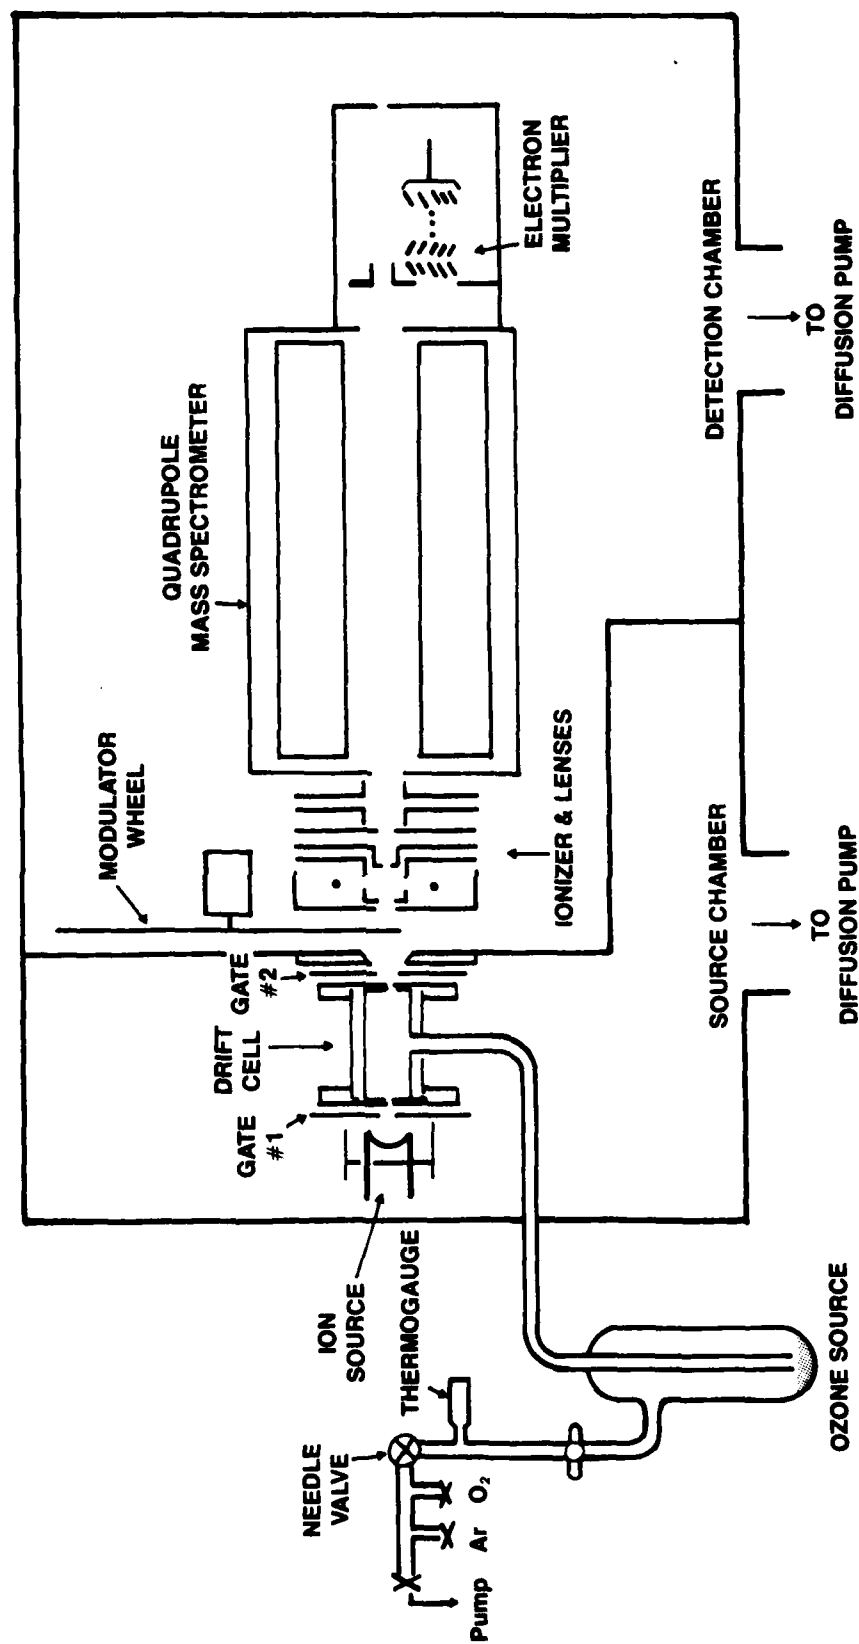 MODULATOR
WHEEL
QUADRUPOLE
MASS SPECTROMETER
ELECTRON
MULTIPLIER
GATE
#2
DRIFT
CELL
GATE
#1
ION
SOURCE
THERMOGAUGE
NEEDLE
VALVE
Pump
Ar
O₂
IONIZER & LENSES
OZONE SOURCE
SOURCE CHAMBER
TO
DIFFUSION PUMP
DETECTION CHAMBER
TO
DIFFUSION PUMP